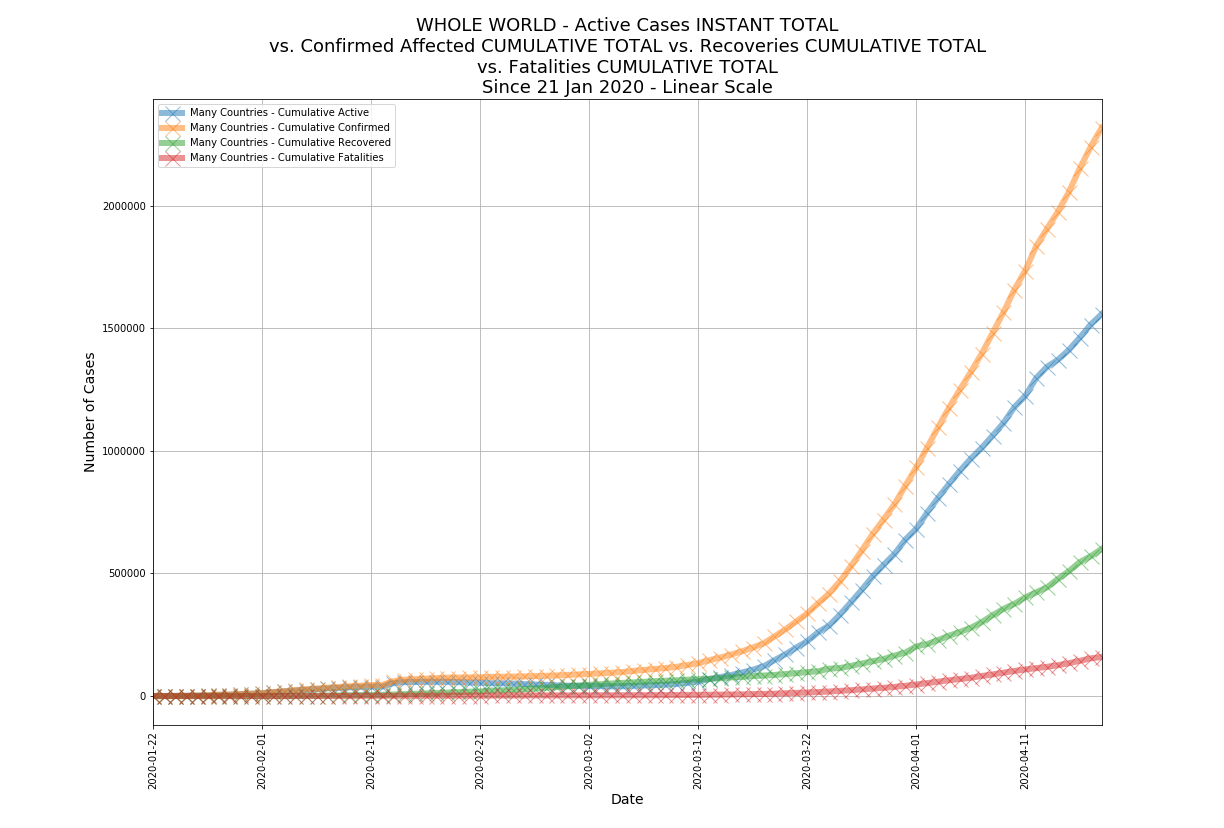 WHOLE WORLD - Active Cases INSTANT TOTAL
vs. Confirmed Affected CUMULATIVE TOTAL vs. Recoveries CUMULATIVE TOTAL
vs. Fatalities CUMULATIVE TOTAL
Since 21 Jan 2020 - Linear Scale
Many Countries - Cumulative Active
Many Countries - Cumulative Confirmed
Many Countries - Cumulative Recovered
Many Countries - Cumulative Fatalities
2000000
1500000
1000000
500000
0
Number of Cases
2020-01-22
2020-02-01
2020-02-11
2020-02-21
2020-03-02
2020-03-12
2020-03-22
2020-04-01
2020-04-11
Date